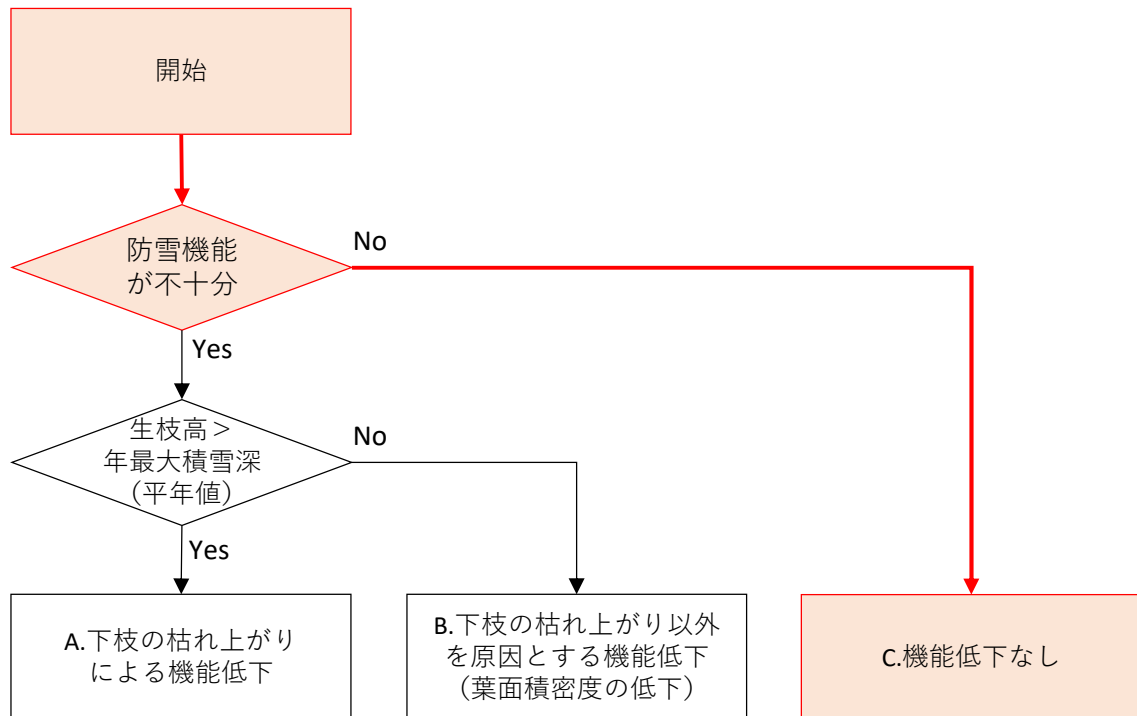 開始
防雪機能
が不十分
No
Yes
生枝高＞
年最大積雪深
（平年値）
No
Yes
A.下枝の枯れ上がり
による機能低下
B.下枝の枯れ上がり以外
を原因とする機能低下
（葉面積密度の低下）
C.機能低下なし